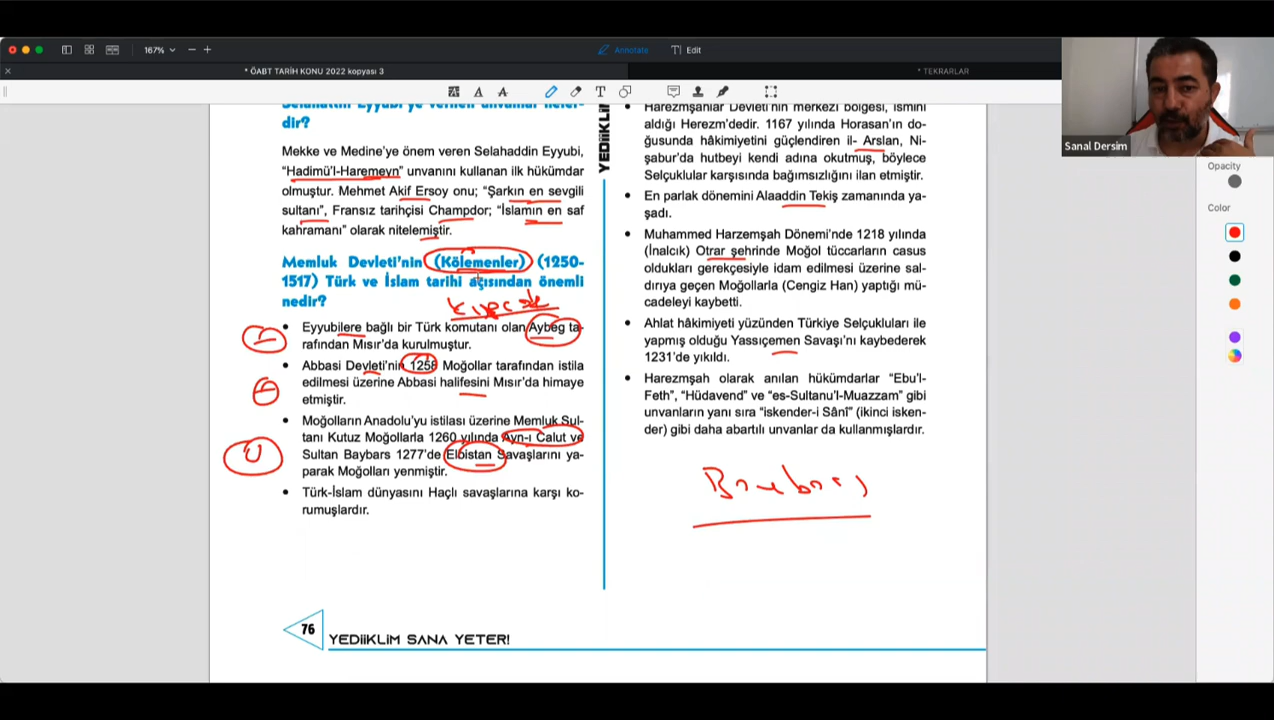 167%
Annotate
Edit
* ÖABT TARİH KONU 2022 kopyası 3
* TEKRARLAR
Sanal Dersim
Opacity
Color
Selahattin Eyyubi'ye verilen unvanlar neler-
dir?
Mekke ve Medine'ye önem veren Selahaddin Eyyubi,
"Hadimü'l-Haremeyn" unvanını kullanan ilk hükümdar
olmuştur. Mehmet Akif Ersoy onu; "Şarkın en sevgili
sultanı", Fransız tarihçisi Champdor; "İslamın en saf
kahramanı" olarak nitelemiştir.
Memluk Devleti'nin (Kölemenler) (1250-
1517) Türk ve İslam tarihi açısından önemli
nedir?
• Eyyubilere bağlı bir Türk komutanı olan Aybeg ta-
rafından Mısır'da kurulmuştur.
• Abbasi Devleti'nin 1258 Moğollar tarafından istila
edilmesi üzerine Abbasi halifesini Mısır'da himaye
etmiştir.
• Moğolların Anadolu'yu istilası üzerine Memluk Sul-
tanı Kutuz Moğollarla 1260 yılında Ayn-ı Calut ve
Sultan Baybars 1277'de Elbistan Savaşlarını ya-
parak Moğolları yenmiştir.
• Türk-İslam dünyasını Haçlı savaşlarına karşı ko-
rumuşlardır.
76
YEDİİKLİM SANA YETER!
YEDİİKLİM
• Harezmşahlar Devleti'nin merkezi bölgesi, ismini
aldığı Herezm'dedir. 1167 yılında Horasan'ın do-
ğusunda hâkimiyetini güçlendiren il- Arslan, Ni-
şabur'da hutbeyi kendi adına okutmuş, böylece
Selçuklular karşısında bağımsızlığını ilan etmiştir.
• En parlak dönemini Alaaddin Tekiş zamanında ya-
şadı.
• Muhammed Harzemşah Dönemi'nde 1218 yılında
(İnalcık) Otrar şehrinde Moğol tüccarların casus
oldukları gerekçesiyle idam edilmesi üzerine sal-
dırıya geçen Moğollarla (Cengiz Han) yaptığı mü-
cadeleyi kaybetti.
• Ahlat hâkimiyeti yüzünden Türkiye Selçukluları ile
yapmış olduğu Yassıçemen Savaşı'nı kaybederek
1231'de yıkıldı.
• Harezmşah olarak anılan hükümdarlar "Ebu'l-
Feth", "Hüdavend" ve "es-Sultanu'l-Muazzam" gibi
unvanların yanı sıra "iskender-i Sânî" (ikinci isken-
der) gibi daha abartılı unvanlar da kullanmışlardır.
Baybars